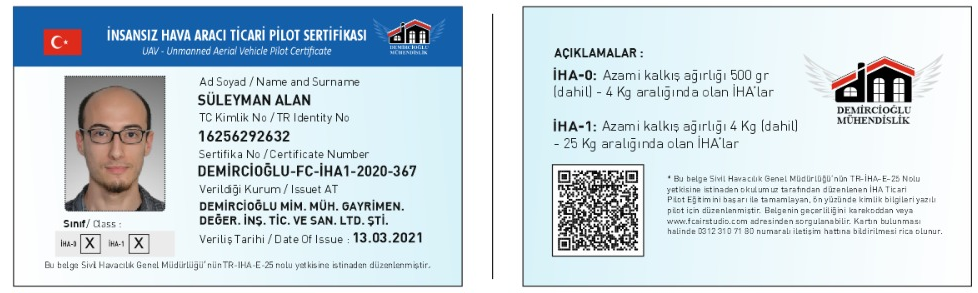 İNSANSIZ HAVA ARACI TİCARİ PİLOT SERTİFİKASI
UAV - Unmanned Aerial Vehicle Pilot Certificate
DEMİRCİOĞLU
MÜHENDİSLİK
Ad Soyad / Name and Surname
SÜLEYMAN ALAN
TC Kimlik No / TR Identity No
16256292632
Sertifika No / Certificate Number
DEMİRCİOĞLU-FC-İHA1-2020-367
Verildiği Kurum / Issuet AT
DEMİRCİOĞLU MİM. MÜH. GAYRİMEN.
DEĞER. İNŞ. TİC. VE SAN. LTD. ŞTİ.
Veriliş Tarihi / Date Of Issue : 13.03.2021
Sınıf / Class :
İHA-0 X İHA-1 X
Bu belge Sivil Havacılık Genel Müdürlüğü'nün TR-IHA-E-25 nolu yetkisine istinaden düzenlenmiştir.
AÇIKLAMALAR :
İHA-0: Azami kalkış ağırlığı 500 gr
(dahil) - 4 Kg aralığında olan İHA'lar
İHA-1: Azami kalkış ağırlığı 4 Kg (dahil)
- 25 Kg aralığında olan İHA'lar
DEMİRCİOĞLU
MÜHENDİSLİK
* Bu belge Sivil Havacılık Genel Müdürlüğü'nün TR-İHA-E-25 Nolu
yetkisine istinaden okulumuz tarafından düzenlenen İHA Ticari
Pilot Eğitimini başarı ile tamamlayan, ön yüzünde kimlik bilgileri yazılı
pilot için düzenlenmiştir. Belgenin geçerliliğini karekoddan veya
www.fcairstudio.com adresinden sorgulanabilir. Kartın bulunması
halinde 0312 310 71 80 numaralı iletişim hattına bildirilmesi rica olunur.